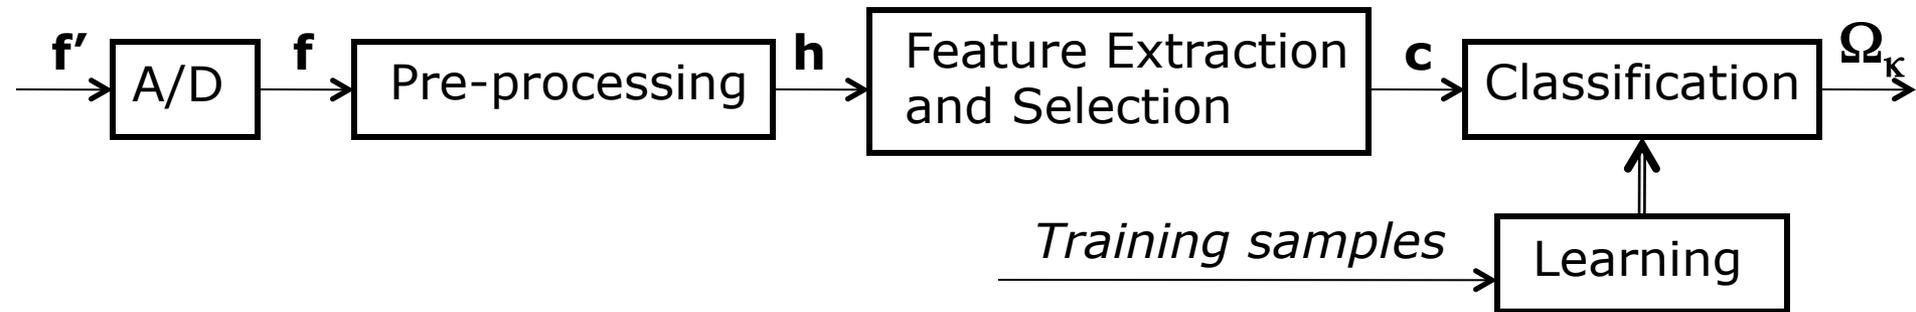 f’
A/D
f
Pre-processing
h
Feature Extraction
and Selection
c
Classification
Ωκ
Training samples
Learning